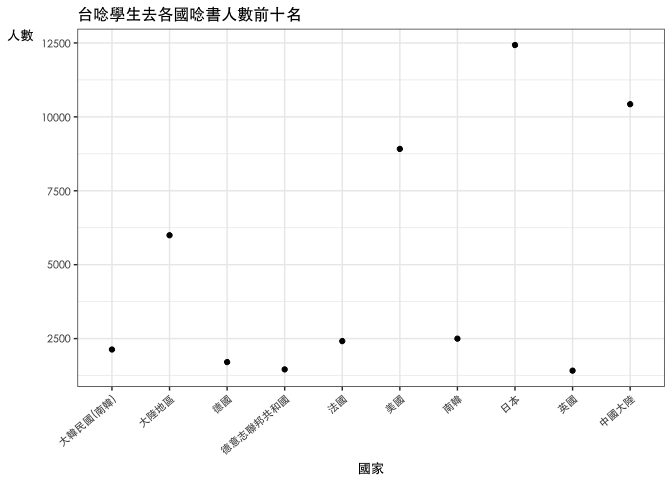 台唸學生去各國唸書人數前十名
人數
12500
10000
7500
5000
2500
大韓民國(南韓)
大陸地區
德國
德意志聯邦共和國
法國
美國
南韓
日本
英國
中國大陸
國家